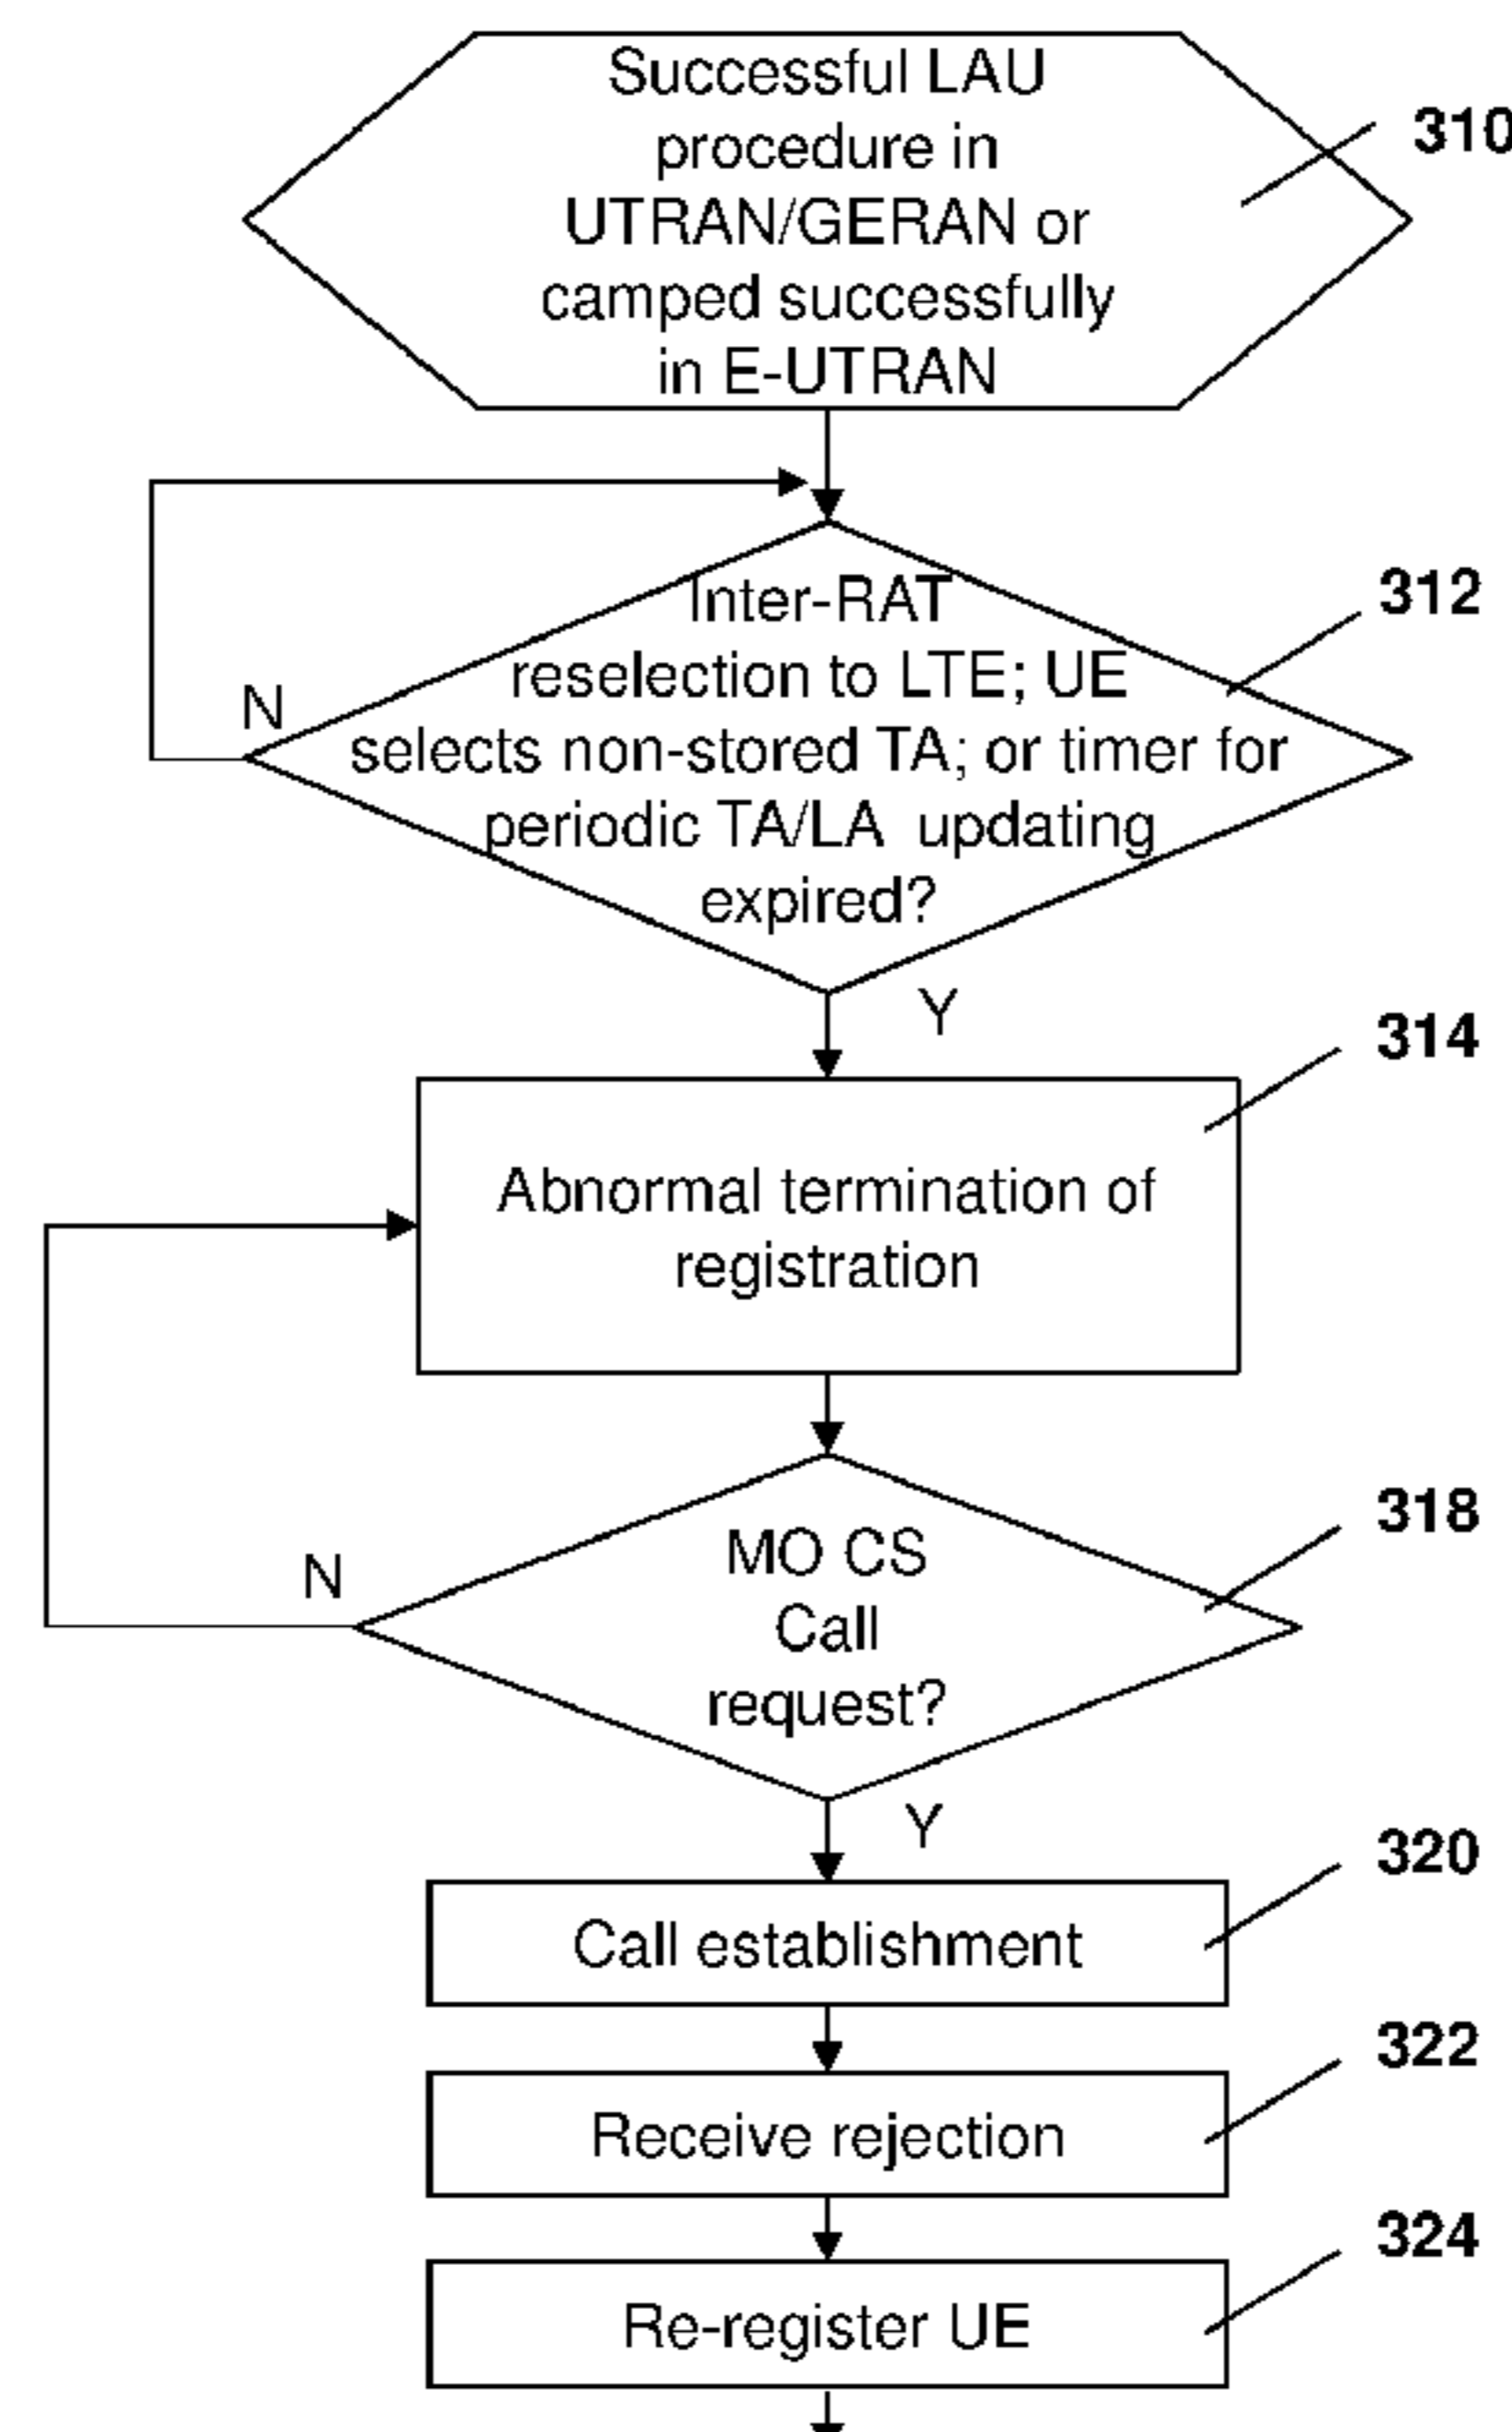 Successful LAU
procedure in
UTRAN/GERAN or
camped successfully
in E-UTRAN
310
Inter-RAT
reselection to LTE; UE
selects non-stored TA; or timer for
periodic TA/LA updating
expired?
312
N
Y
314
Abnormal termination of
registration
318
MO CS
Call
request?
N
Y
320
Call establishment
322
Receive rejection
324
Re-register UE